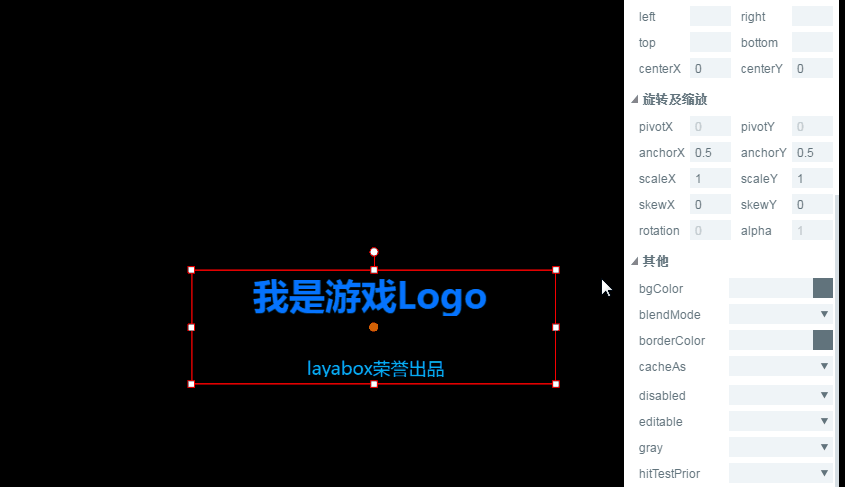 我是游戏Logo
layabox荣誉出品
left right
top bottom
centerX 0 centerY 0
旋转及缩放
pivotX 0 pivotY 0
anchorX 0.5 anchorY 0.5
scaleX 1 scaleY 1
skewX 0 skewY 0
rotation 0 alpha 1
其他
bgColor
blendMode
borderColor
cacheAs
disabled
editable
gray
hitTestPrior